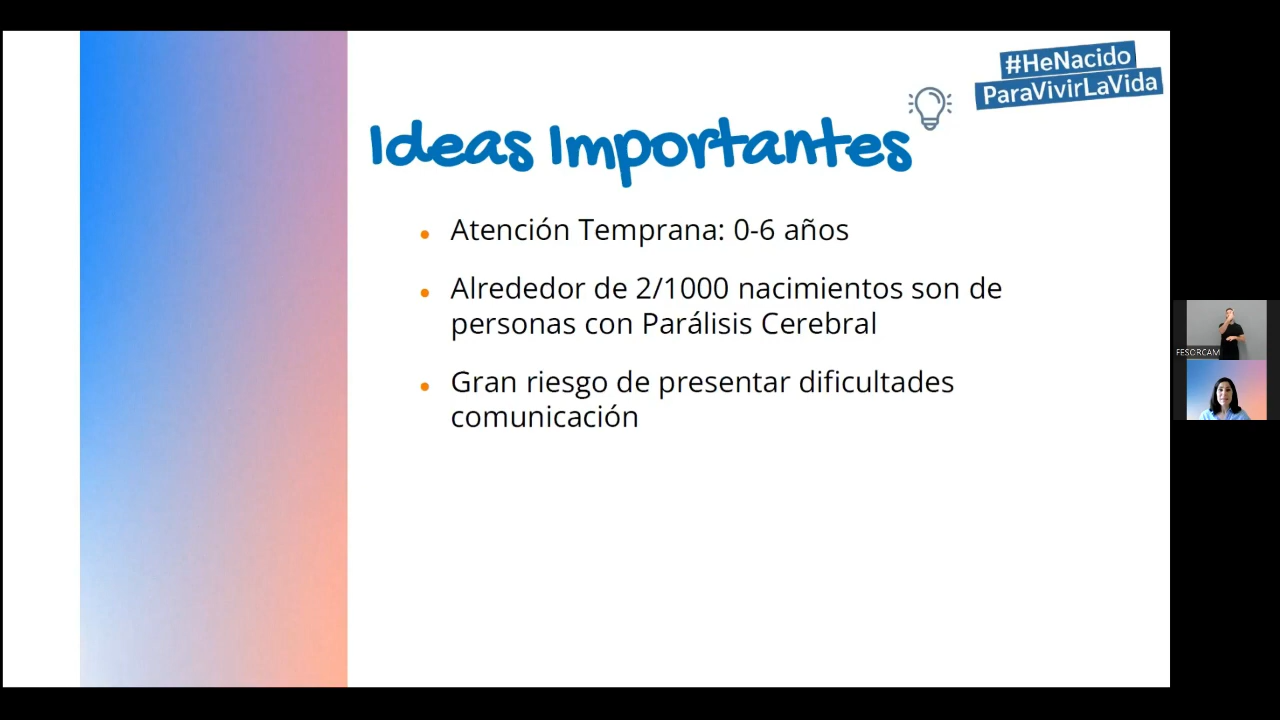 #HeNacido
ParaVivirLaVida
Ideas Importantes
Atención Temprana: 0-6 años
Alrededor de 2/1000 nacimientos son de
personas con Parálisis Cerebral
Gran riesgo de presentar dificultades
comunicación
FESORCAM